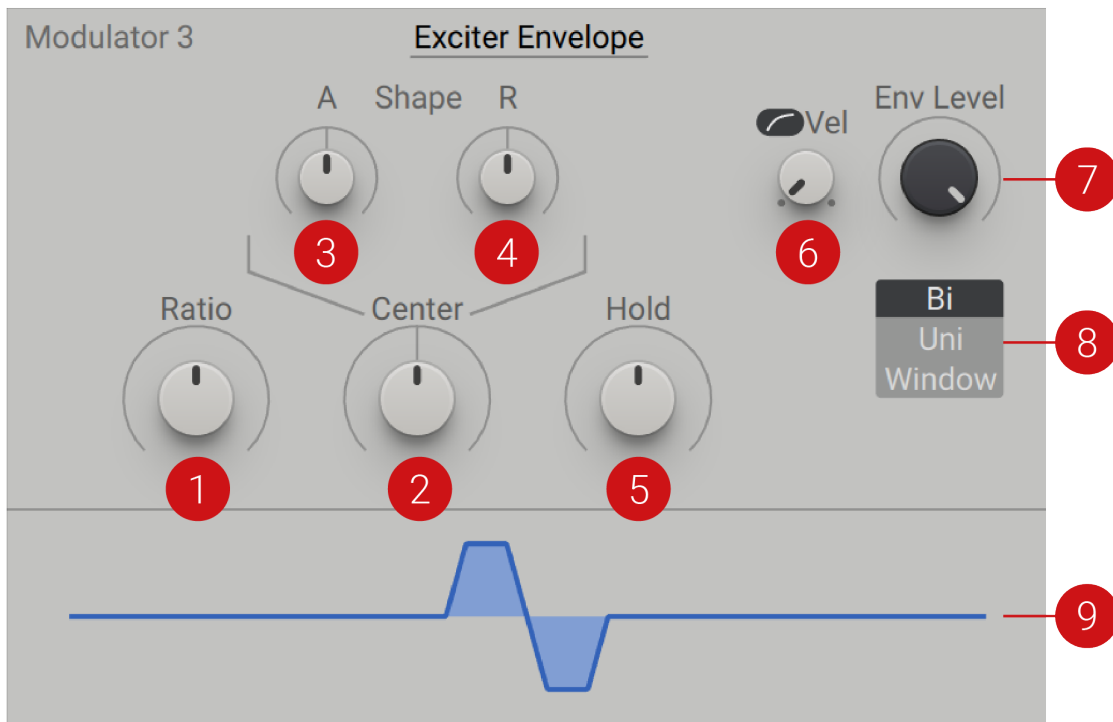 Modulator 3 Exciter Envelope
A Shape R
Vel
Env Level
7
3
4
6
Ratio
Center
Hold
Bi
Uni
Window
8
1
2
5
9